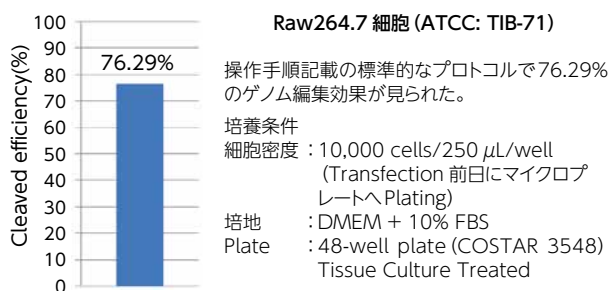 Raw264.7 細胞 (ATCC: TIB-71)
Cleaved efficiency(%)
100
90
80
70
60
50
40
30
20
10
0
76.29%
操作手順記載の標準的なプロトコルで76.29%
のゲノム編集効果が見られた。
培養条件
細胞密度 : 10,000 cells/250 μL/well
(Transfection 前日にマイクロプ
レートへPlating)
培地 : DMEM + 10% FBS
Plate : 48-well plate (COSTAR 3548)
Tissue Culture Treated